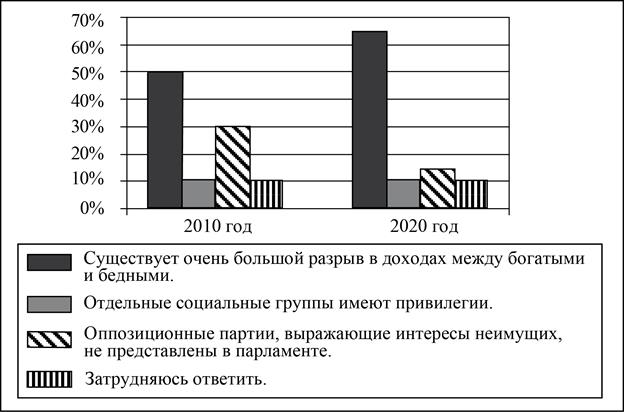 70%
60%
50%
40%
30%
20%
10%
0%
2010 год
2020 год
Существует очень большой разрыв в доходах между богатыми
и бедными.
Отдельные социальные группы имеют привилегии.
Оппозиционные партии, выражающие интересы неимущих,
не представлены в парламенте.
Затрудняюсь ответить.